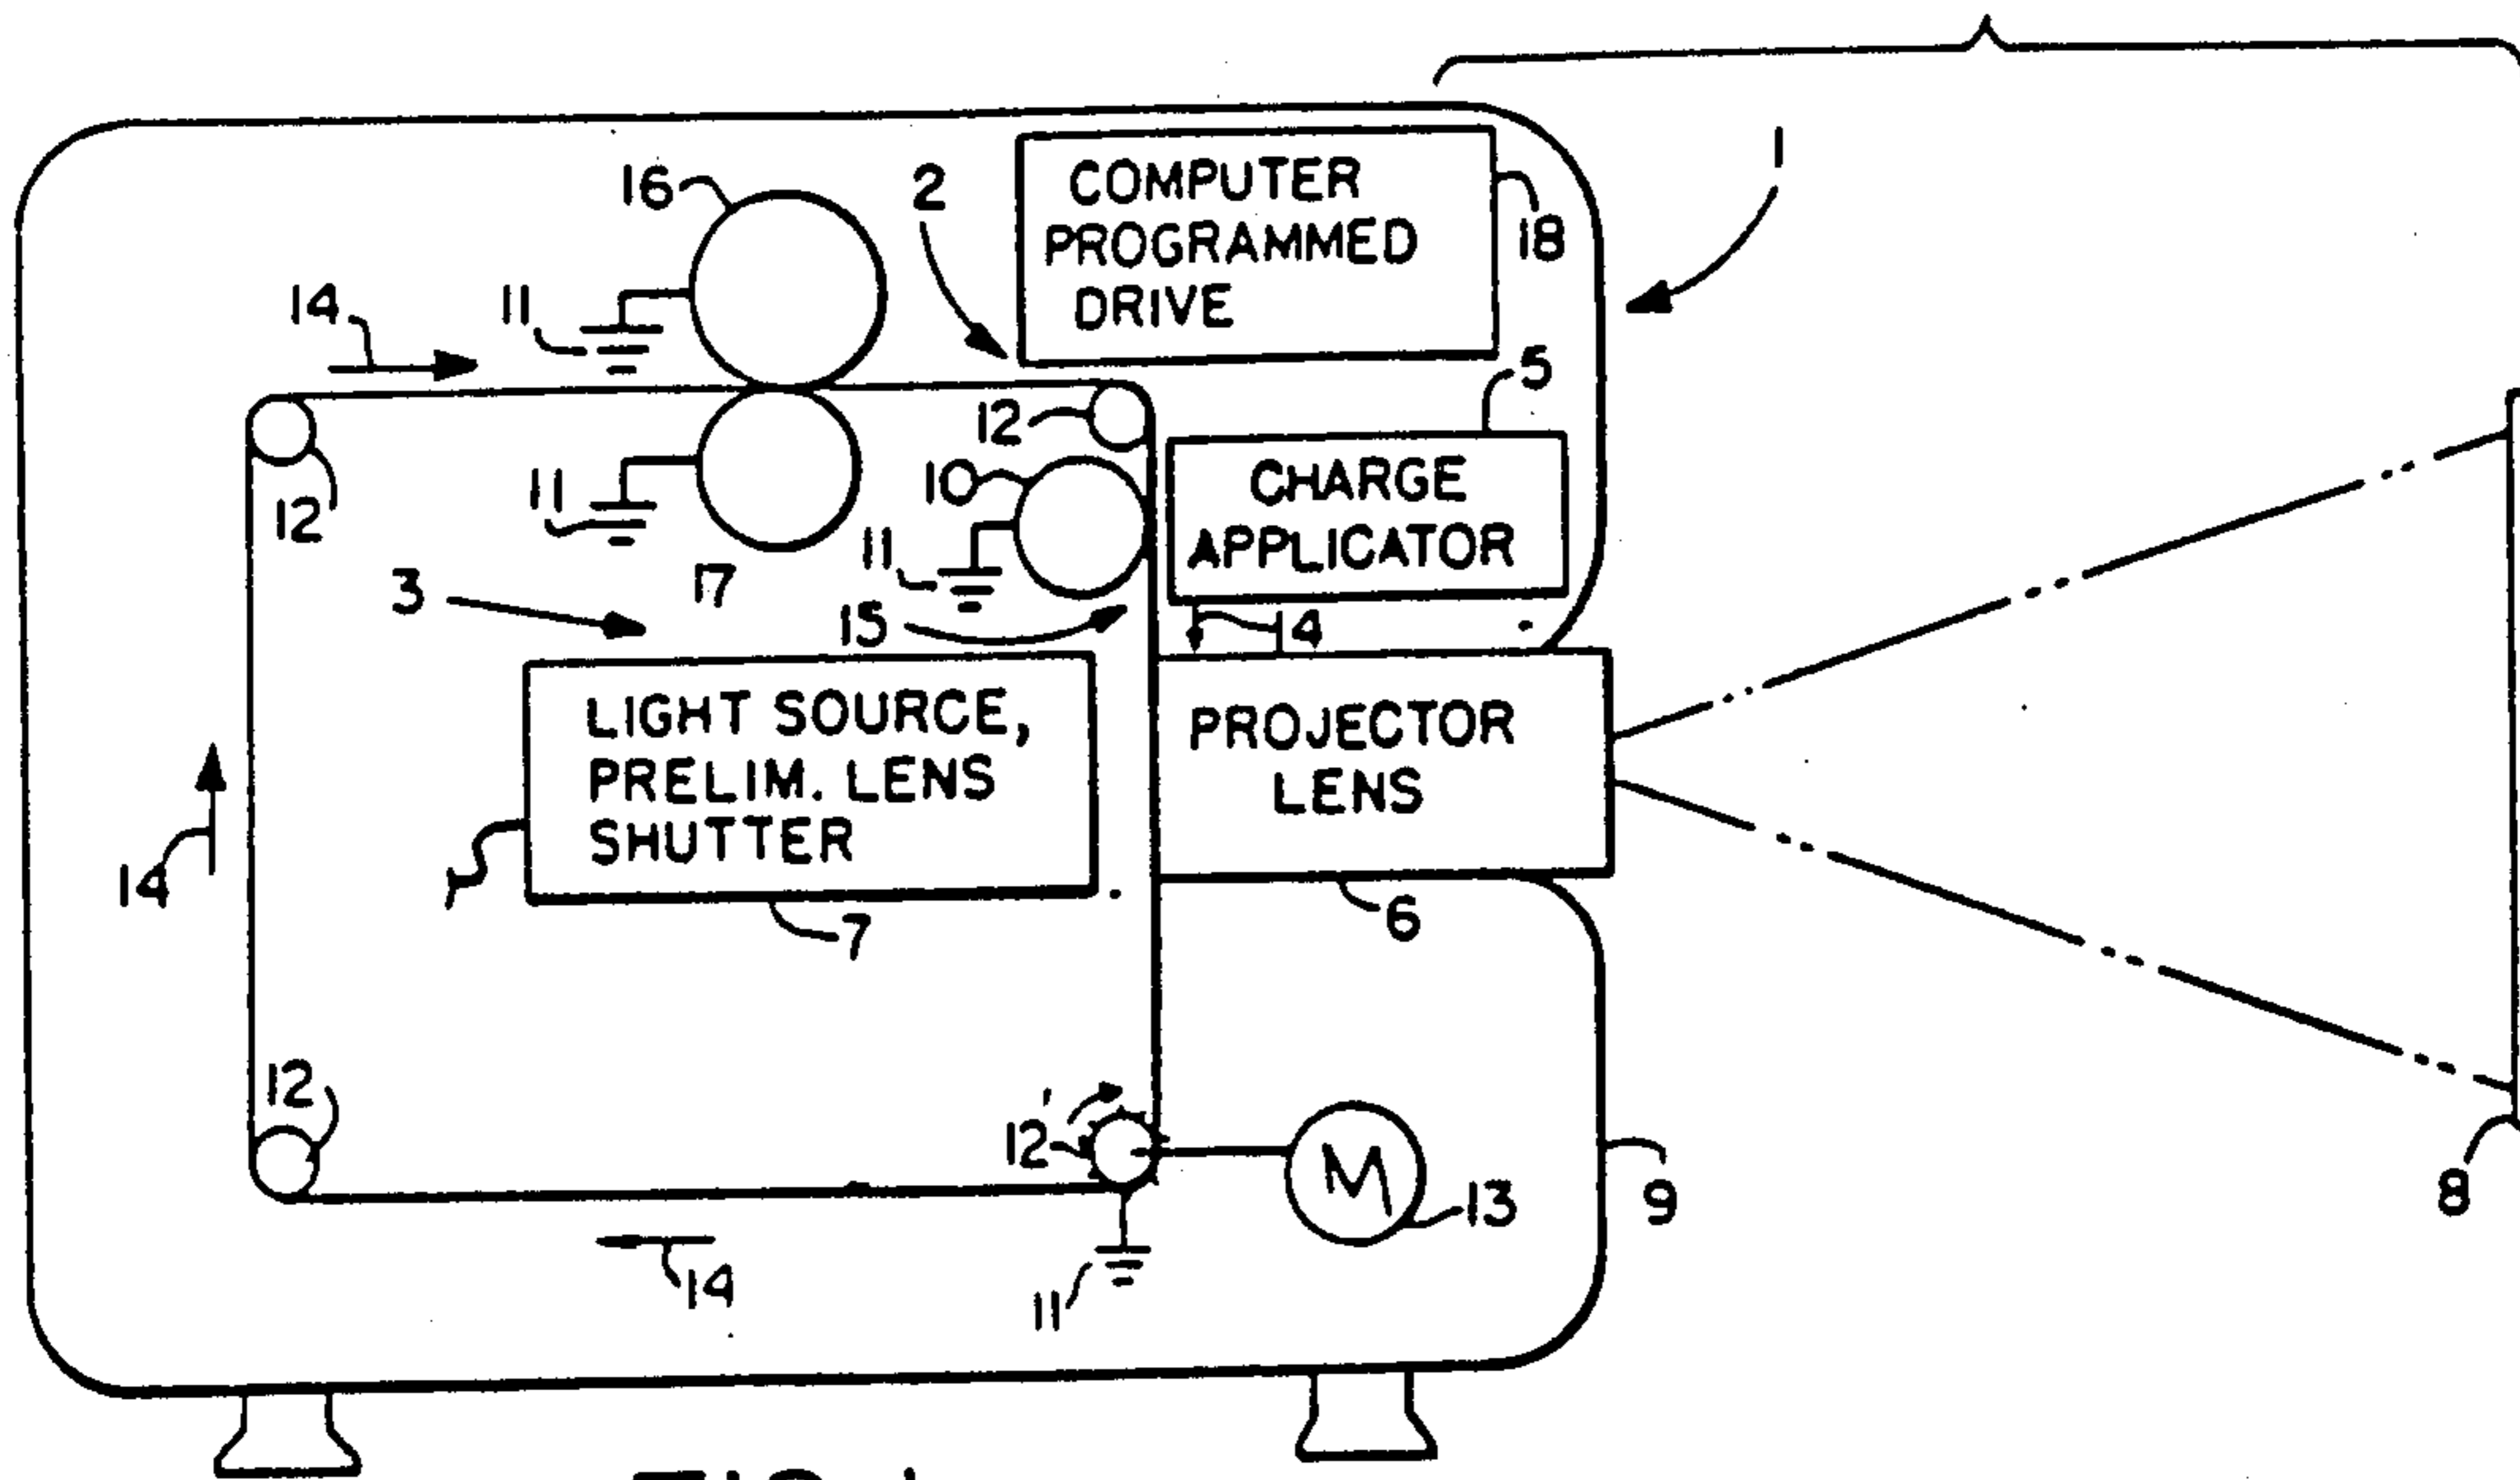 1
16
2
COMPUTER
PROGRAMMED
DRIVE
18
14
11
5
12
12
11
10
CHARGE
APPLICATOR
11
3
17
15
14
LIGHT SOURCE,
PRELIM. LENS
SHUTTER
PROJECTOR
LENS
14
7
6
12
12'
M
13
9
8
14
11